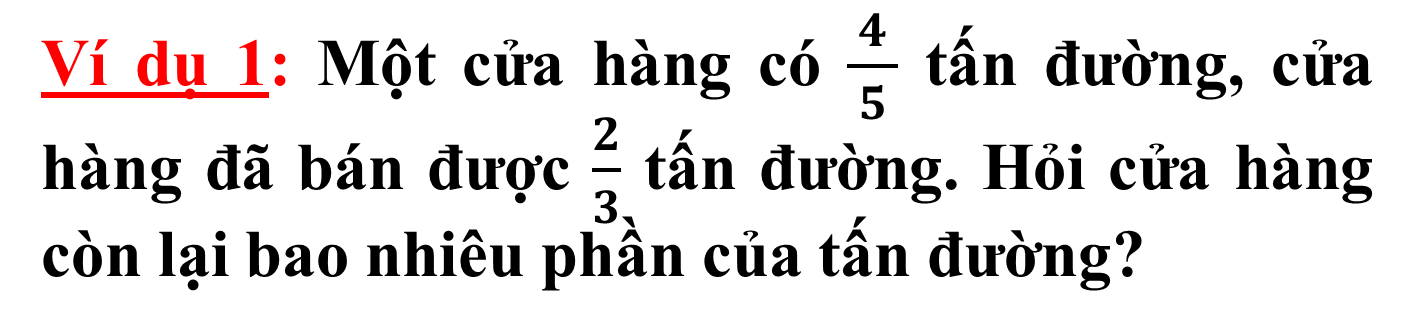 Ví dụ 1: Một cửa hàng có 4/5 tấn đường, cửa
hàng đã bán được 2/3 tấn đường. Hỏi cửa hàng
còn lại bao nhiêu phần của tấn đường?